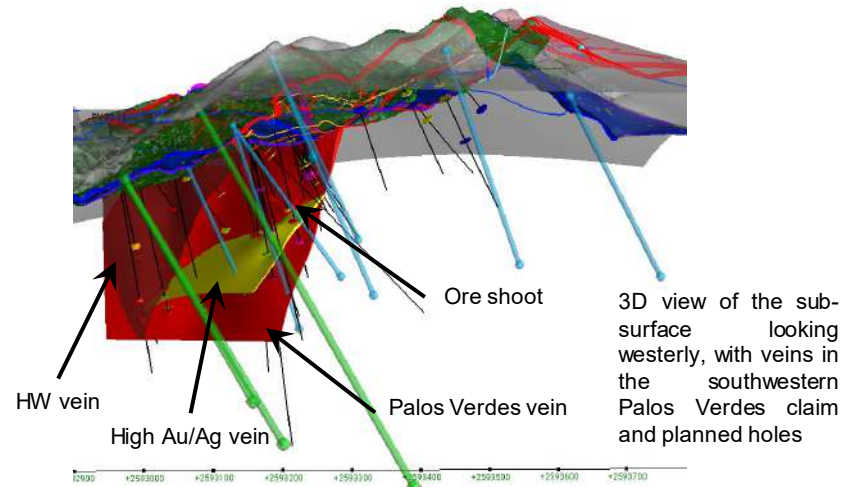 Ore shoot
3D view of the sub-
surface looking
westerly, with veins in
the southwestern
Palos Verdes claim
and planned holes
HW vein
Palos Verdes vein
High Au/Ag vein
+2593000
+2593100
+2593200
+2593300
+2593400
+2593500
+2593600
+2593700